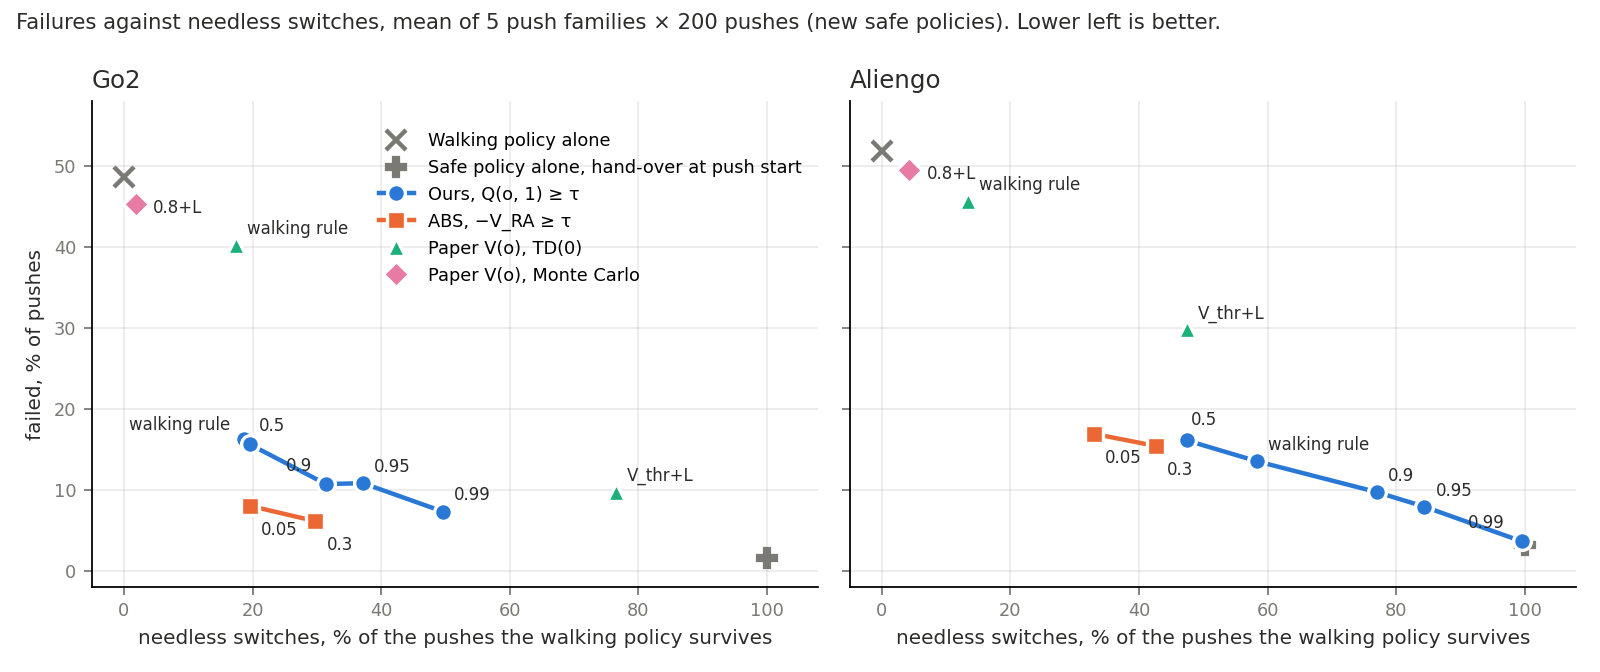 Failures against needless switches, mean of 5 push families × 200 pushes (new safe policies). Lower left is better.
Go2
Walking policy alone
Safe policy alone, hand-over at push start
Ours, Q(o, 1) ≥ τ
ABS, −V_RA ≥ τ
Paper V(o), TD(0)
Paper V(o), Monte Carlo
0.8+L
walking rule
walking rule
0.5
0.9
0.95
0.99
0.05
0.3
V_thr+L
failed, % of pushes
50
40
30
20
10
0
0 20 40 60 80 100
needless switches, % of the pushes the walking policy survives
Aliengo
0.8+L
walking rule
V_thr+L
0.5
walking rule
0.05
0.3
0.9
0.95
0.99
0 20 40 60 80 100
needless switches, % of the pushes the walking policy survives